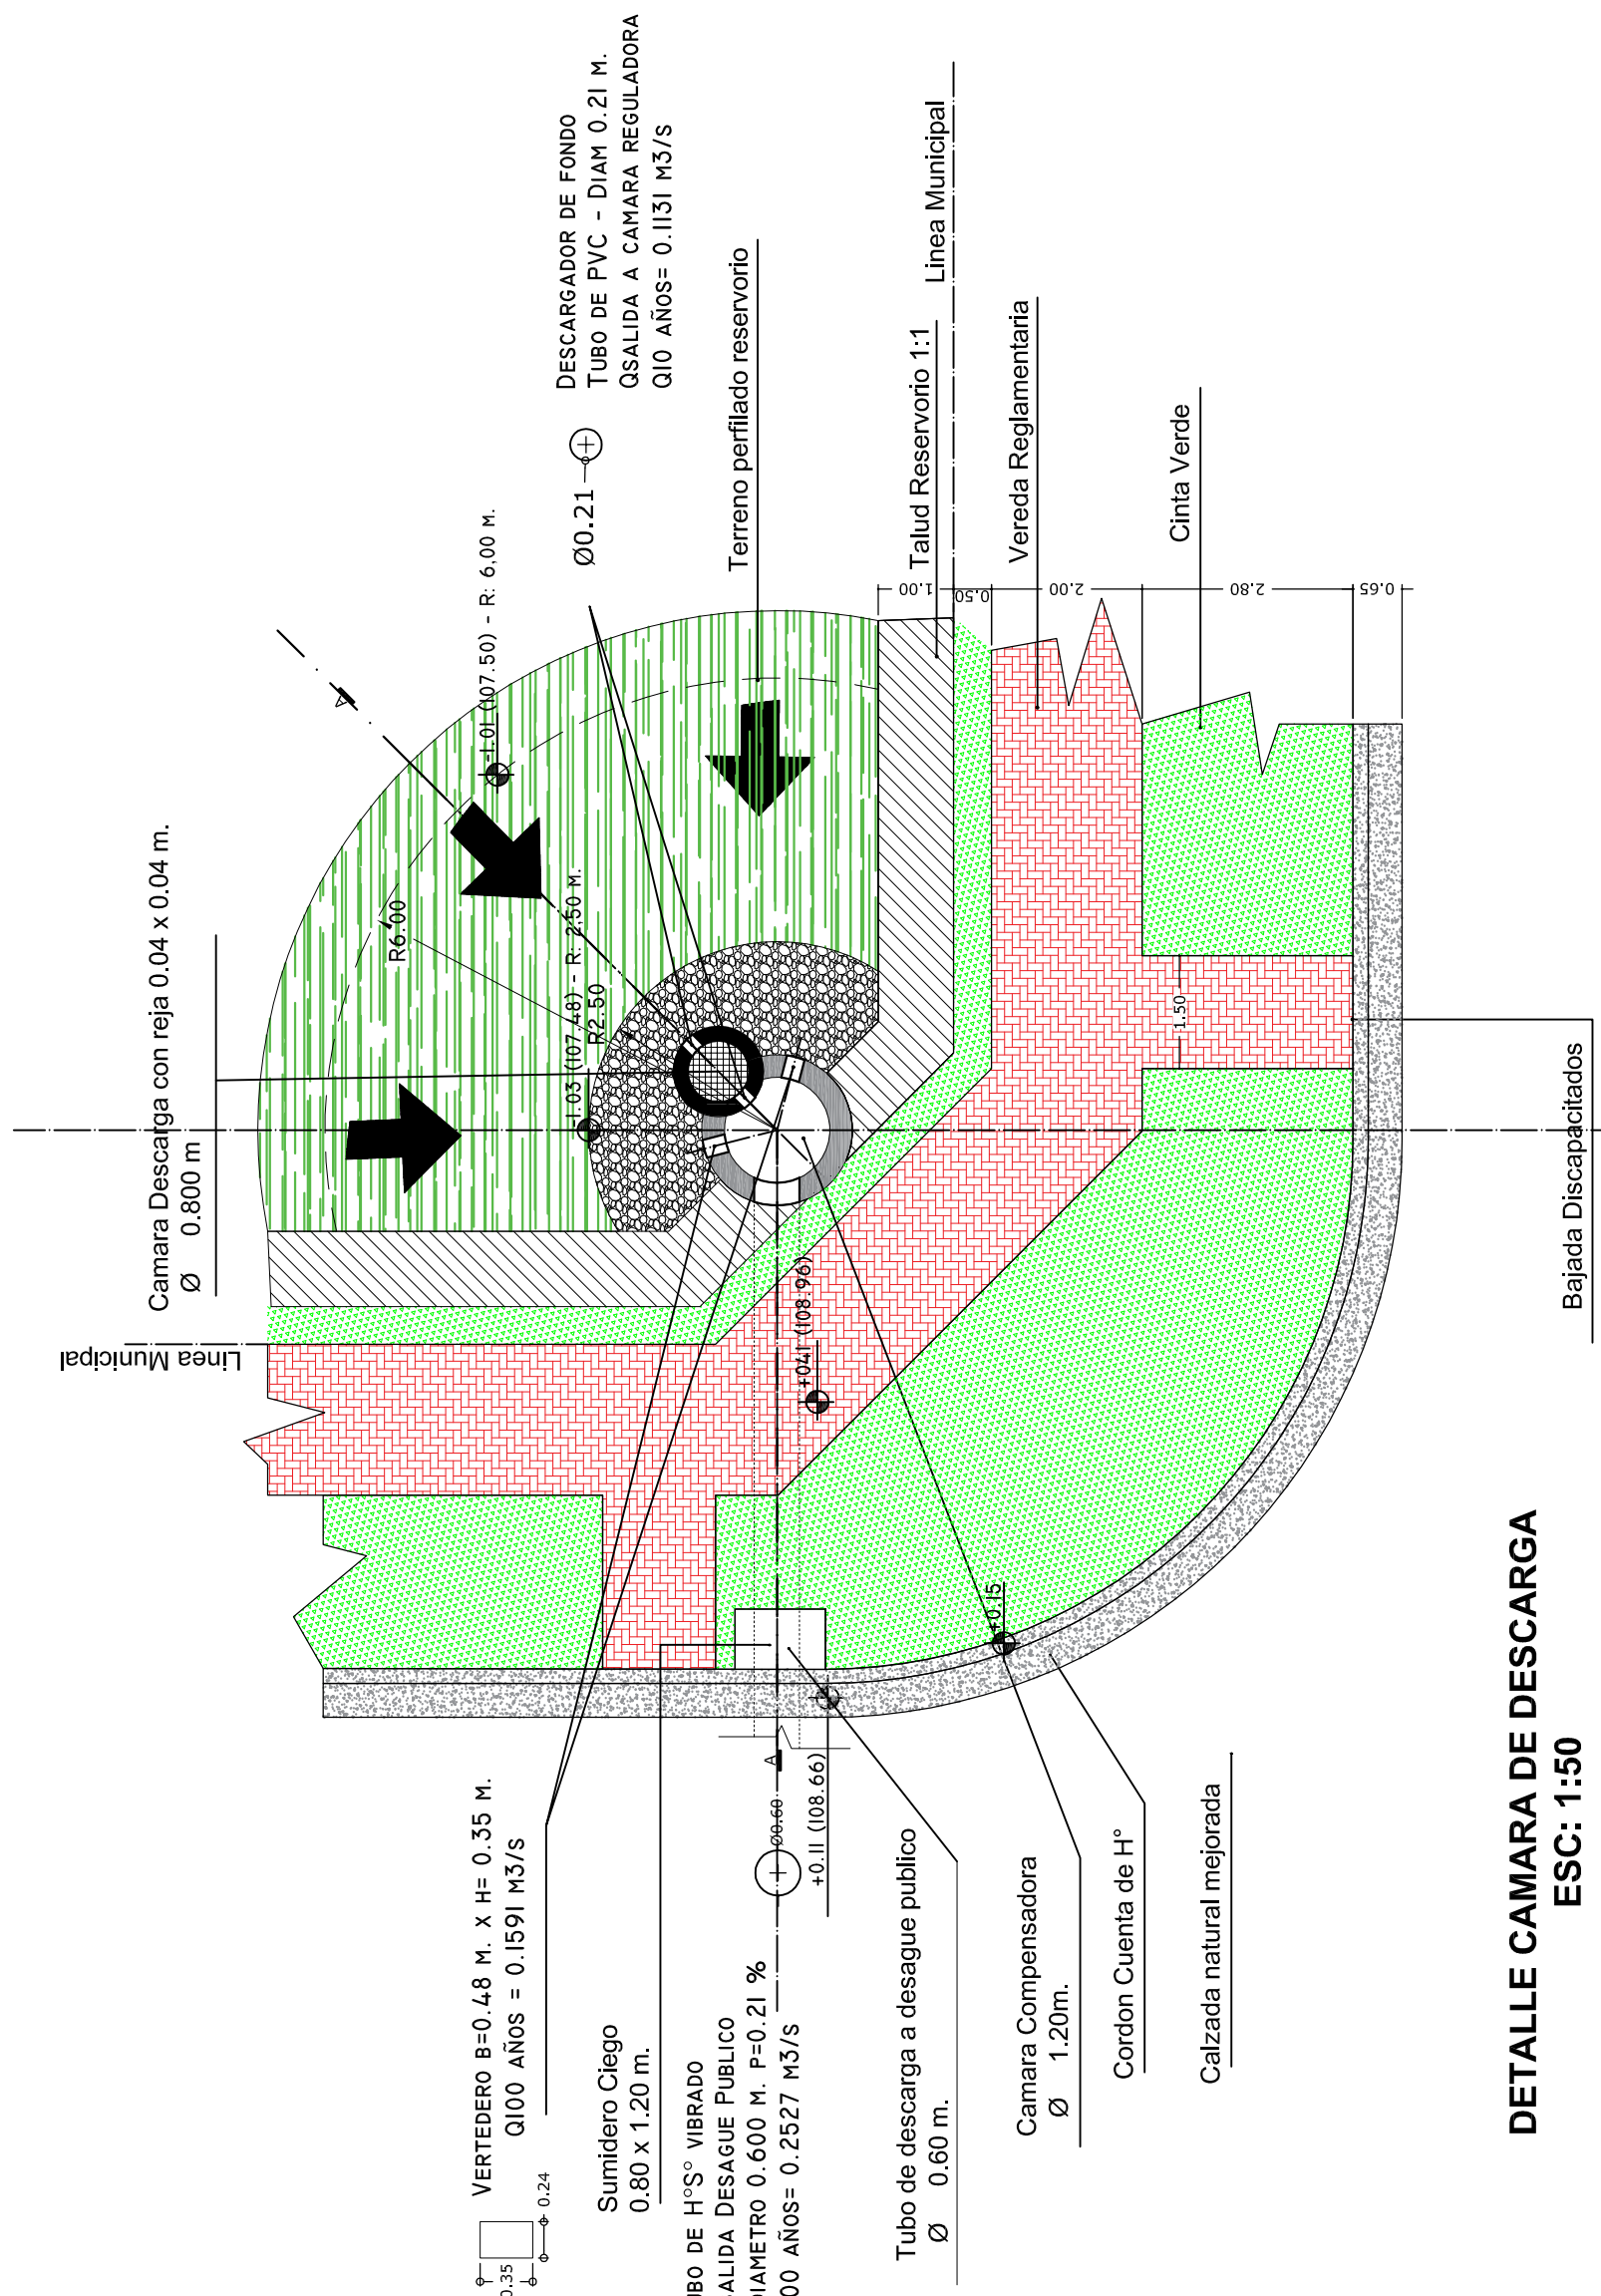 DESCARGADOR DE FONDO
TUBO DE PVC - DIAM 0.21 M.
QSALIDA A CAMARA REGULADORA
Q10 AÑOS= 0.1131 M3/S
Ø0.21
Terreno perfilado reservorio
Talud Reservorio 1:1
Linea Municipal
Vereda Reglamentaria
Cinta Verde
1.00
0.50
2.00
2.80
0.65
A
-1.01 (107.50) - R: 6,00 M.
R6.00
-1.03 (107.48) - R: 2,50 M.
R2.50
Camara Descarga con reja 0.04 x 0.04 m.
Ø 0.800 m
Linea Municipal
1.50
Bajada Discapacitados
+041 (108.96)
+0.15
A
Ø0.60
+0.11 (108.66)
VERTEDERO B=0.48 M. X H= 0.35 M.
Q100 AÑOS = 0.1591 M3/S
0.24
0.35
Sumidero Ciego
0.80 x 1.20 m.
UBO DE HºSº VIBRADO
ALIDA DESAGUE PUBLICO
IAMETRO 0.600 M. P=0.21 %
00 AÑOS= 0.2527 M3/S
Tubo de descarga a desague publico
Ø 0.60 m.
Camara Compensadora
Ø 1.20m.
Cordon Cuenta de H°
Calzada natural mejorada
DETALLE CAMARA DE DESCARGA
ESC: 1:50